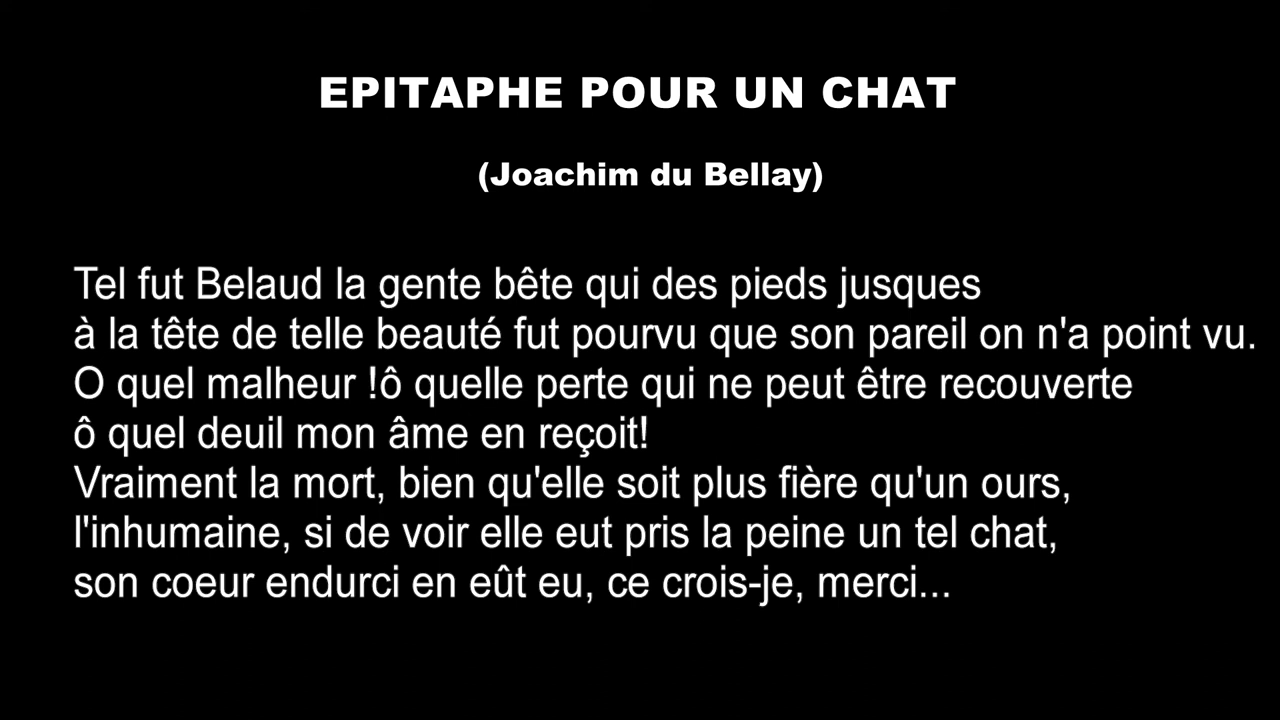 EPITAPHE POUR UN CHAT
(Joachim du Bellay)
Tel fut Belaud la gente bête qui des pieds jusques
à la tête de telle beauté fut pourvu que son pareil on n'a point vu.
O quel malheur !ô quelle perte qui ne peut être recouverte
ô quel deuil mon âme en reçoit!
Vraiment la mort, bien qu'elle soit plus fière qu'un ours,
l'inhumaine, si de voir elle eut pris la peine un tel chat,
son coeur endurci en eût eu, ce crois-je, merci...